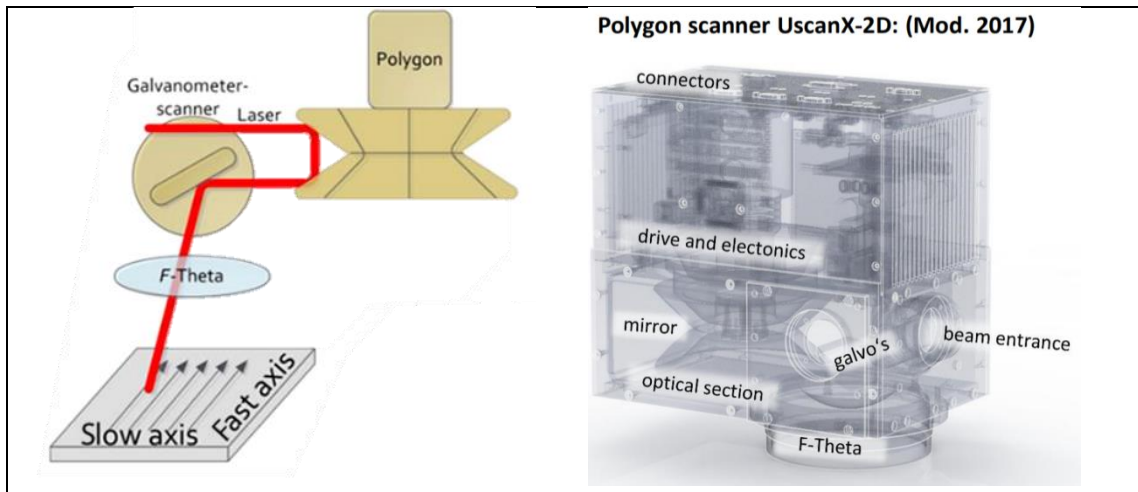 Polygon
Galvanometer-
scanner
Laser
F-Theta
Slow axis
Fast axis
Polygon scanner UscanX-2D: (Mod. 2017)
connectors
drive and electonics
mirror
galvo‘s
beam entrance
optical section
F-Theta